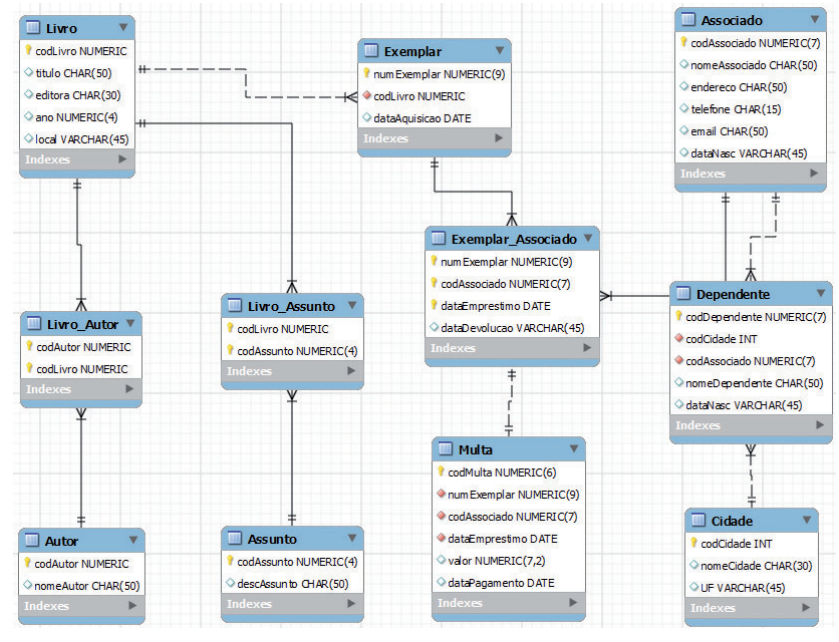 Livro
codLivro NUMERIC
titulo CHAR(50)
editora CHAR(30)
ano NUMERIC(4)
local VARCHAR(45)
Indexes
Exemplar
numExemplar NUMERIC(9)
codLivro NUMERIC
dataAquisicao DATE
Indexes
Associado
codAssociado NUMERIC(7)
nomeAssociado CHAR(50)
endereco CHAR(50)
telefone CHAR(15)
email CHAR(50)
dataNasc VARCHAR(45)
Indexes
Exemplar_Associado
numExemplar NUMERIC(9)
codAssociado NUMERIC(7)
dataEmprestimo DATE
dataDevolucao VARCHAR(45)
Indexes
Livro_Autor
codAutor NUMERIC
codLivro NUMERIC
Indexes
Livro_Assunto
codLivro NUMERIC
codAssunto NUMERIC(4)
Indexes
Dependente
codDependente NUMERIC(7)
codCidade INT
codAssociado NUMERIC(7)
nomeDependente CHAR(50)
dataNasc VARCHAR(45)
Indexes
Autor
codAutor NUMERIC
nomeAutor CHAR(50)
Indexes
Assunto
codAssunto NUMERIC(4)
descAssunto CHAR(50)
Indexes
Multa
codMulta NUMERIC(6)
numExemplar NUMERIC(9)
codAssociado NUMERIC(7)
dataEmprestimo DATE
valor NUMERIC(7,2)
dataPagamento DATE
Indexes
Cidade
codCidade INT
nomeCidade CHAR(30)
UF VARCHAR(45)
Indexes